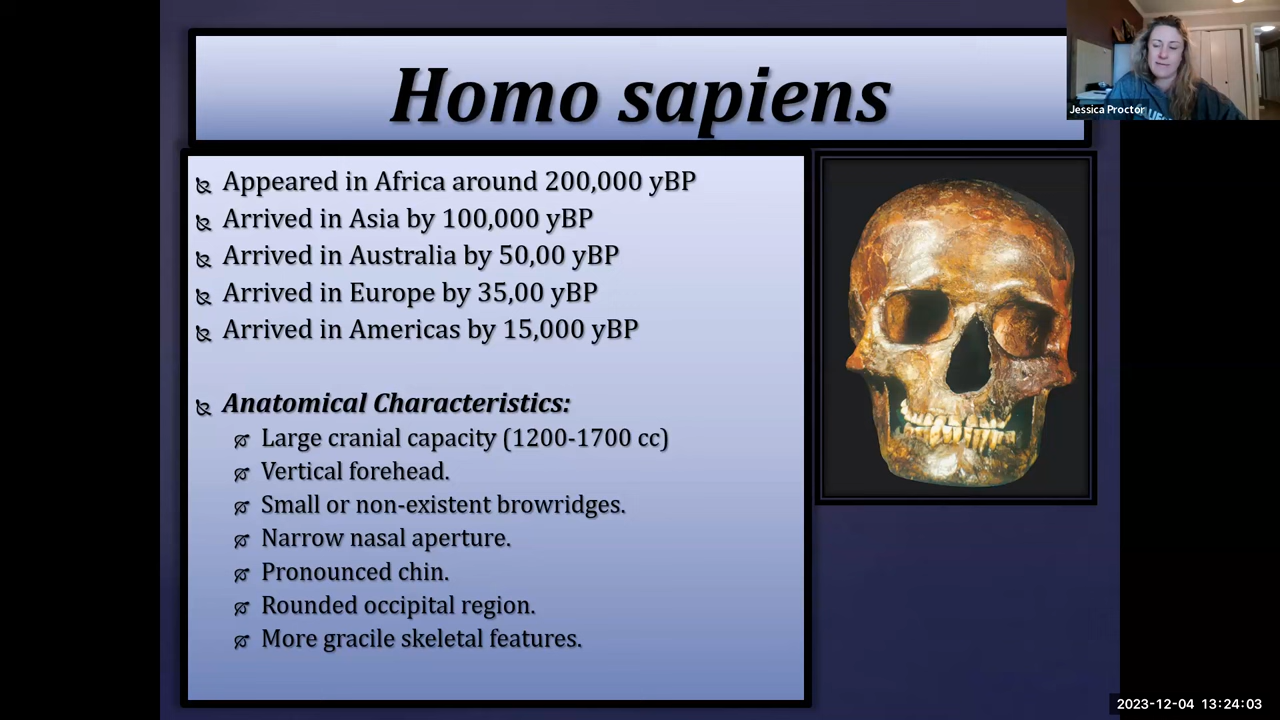 Homo sapiens
Jessica Proctor
Appeared in Africa around 200,000 yBP
Arrived in Asia by 100,000 yBP
Arrived in Australia by 50,00 yBP
Arrived in Europe by 35,00 yBP
Arrived in Americas by 15,000 yBP
Anatomical Characteristics:
Large cranial capacity (1200-1700 cc)
Vertical forehead.
Small or non-existent browridges.
Narrow nasal aperture.
Pronounced chin.
Rounded occipital region.
More gracile skeletal features.
2023-12-04 13:24:03